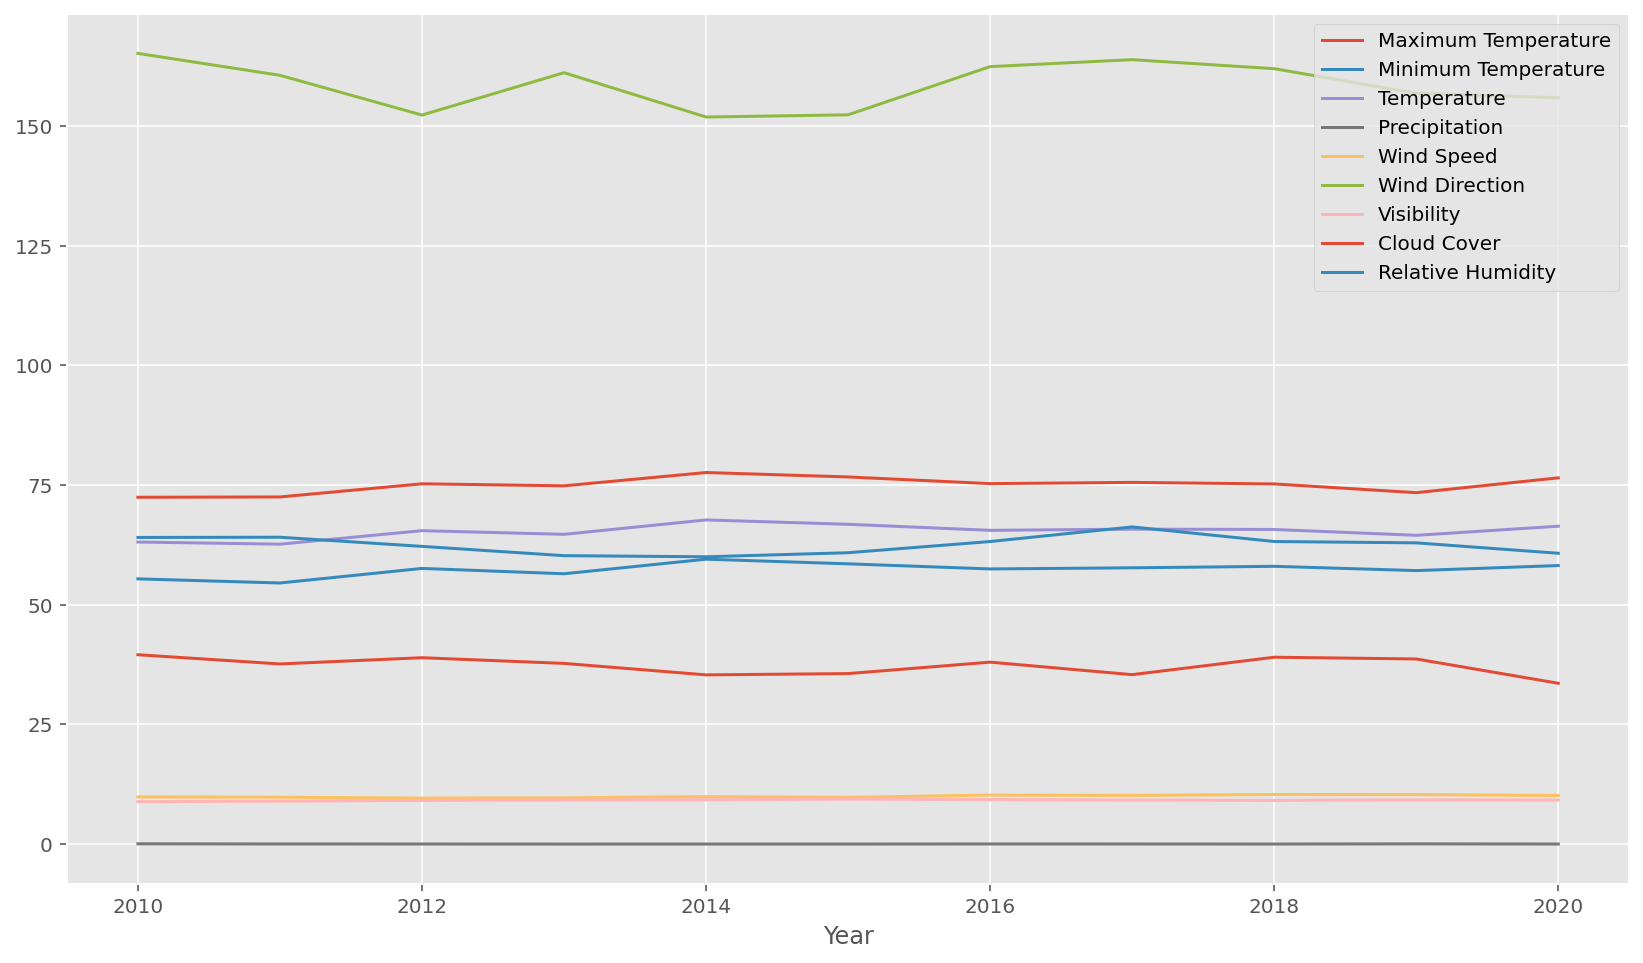 Maximum Temperature
Minimum Temperature
Temperature
Precipitation
Wind Speed
Wind Direction
Visibility
Cloud Cover
Relative Humidity
150
125
100
75
50
25
0
2010 2012 2014 2016 2018 2020
Year